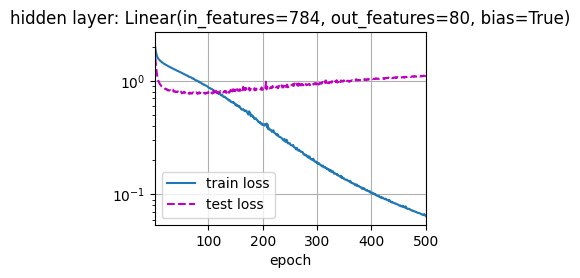 hidden layer: Linear(in_features=784, out_features=80, bias=True)
10⁰
10⁻¹
train loss
test loss
100 200 300 400 500
epoch